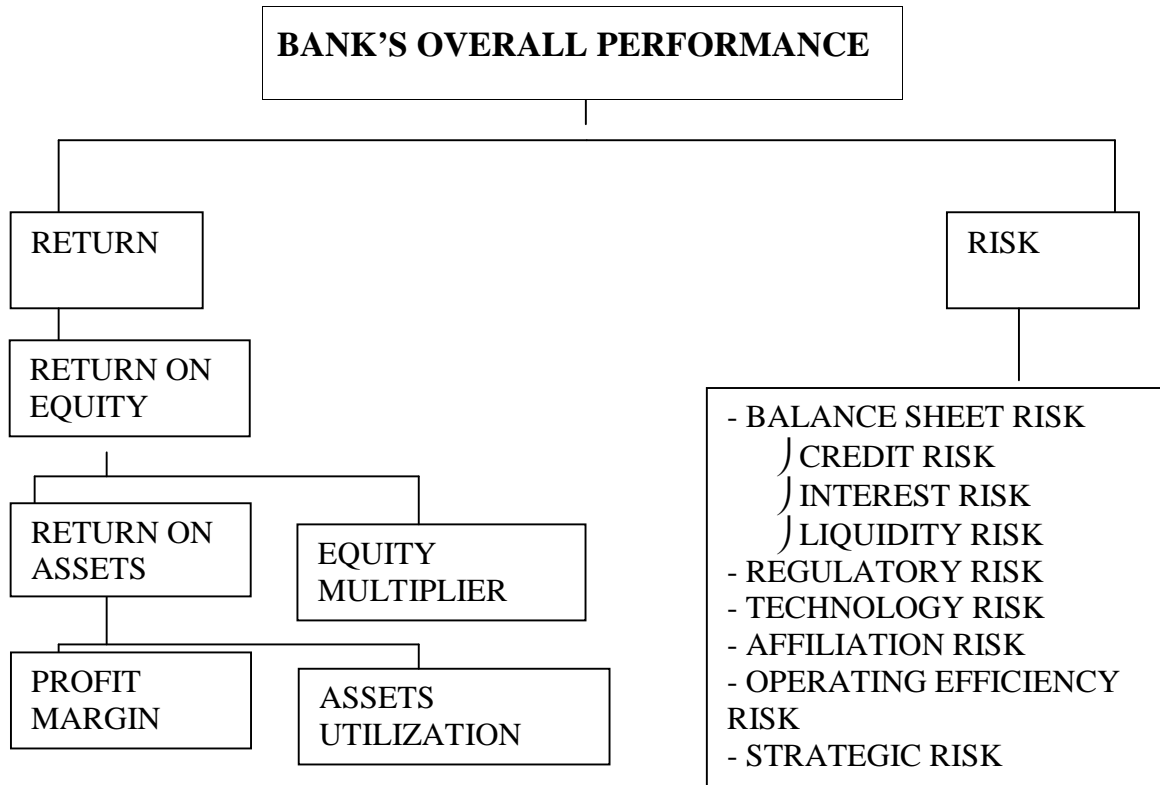 BANK’S OVERALL PERFORMANCE
RETURN
RISK
RETURN ON
EQUITY
RETURN ON
ASSETS
EQUITY
MULTIPLIER
PROFIT
MARGIN
ASSETS
UTILIZATION
- BALANCE SHEET RISK
⎠ CREDIT RISK
⎠ INTEREST RISK
⎠ LIQUIDITY RISK
- REGULATORY RISK
- TECHNOLOGY RISK
- AFFILIATION RISK
- OPERATING EFFICIENCY
RISK
- STRATEGIC RISK